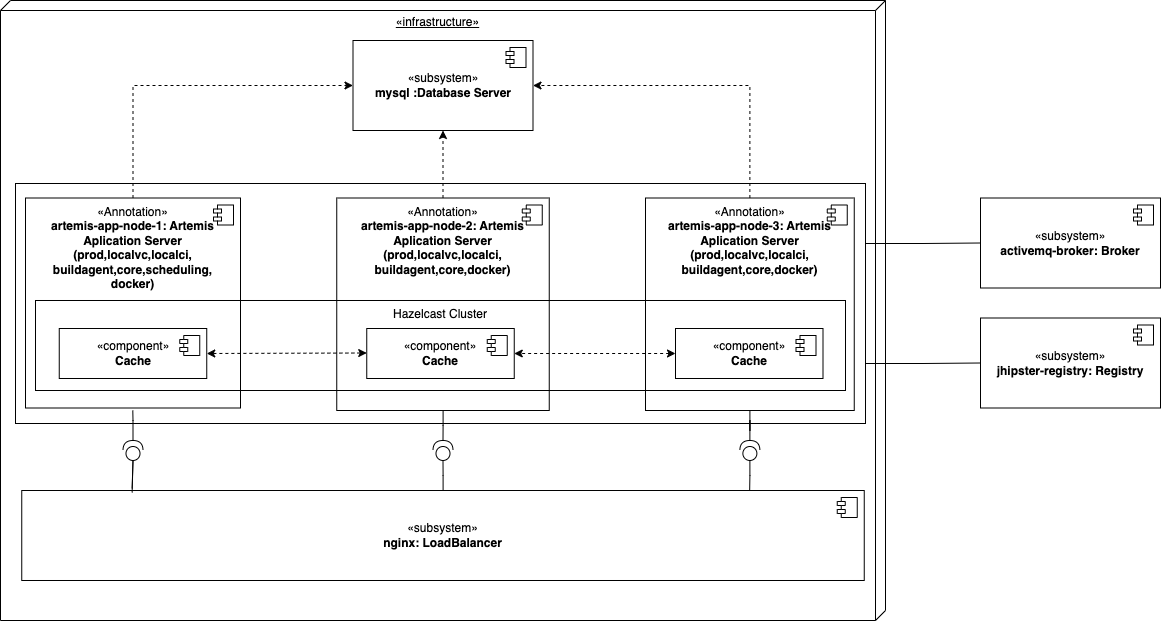 «infrastructure»
«subsystem»
mysql :Database Server
«Annotation»
artemis-app-node-1: Artemis
Aplication Server
(prod,localvc,localci,
buildagent,core,scheduling,
docker)
«Annotation»
artemis-app-node-2: Artemis
Aplication Server
(prod,localvc,localci,
buildagent,core,docker)
«Annotation»
artemis-app-node-3: Artemis
Aplication Server
(prod,localvc,localci,
buildagent,core,docker)
Hazelcast Cluster
«component»
Cache
«component»
Cache
«component»
Cache
«subsystem»
activemq-broker: Broker
«subsystem»
jhipster-registry: Registry
«subsystem»
nginx: LoadBalancer